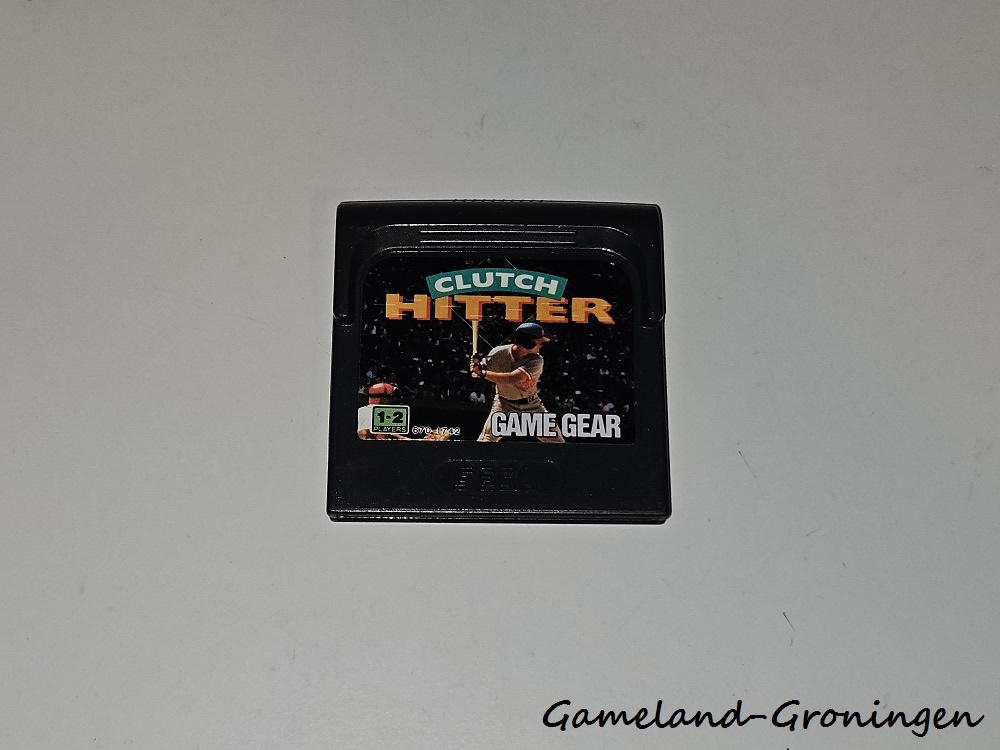 CLUTCH
HITTER
1-2
PLAYERS
670-1742
GAME GEAR
SEGA
Gameland-Groningen